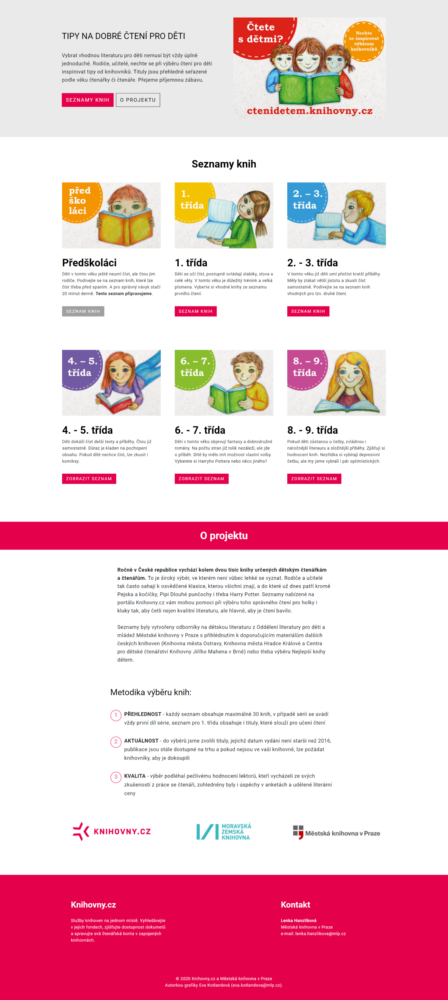 TIPY NA DOBRÉ ČTENÍ PRO DĚTI
Vybrat vhodnou literaturu pro děti nemusí být vždy úplně
jednoduché. Rodiče, učitelé, nechte se při výběru čtení pro děti
inspirovat tipy od knihovníků. Tituly jsou přehledně seřazené
podle věku čtenářky či čtenáře. Přejeme příjemnou zábavu.
SEZNAMY KNIH
O PROJEKTU
Čtete
s dětmi?
Nechte
se inspirovat
výběrem
knihovníků
ctenidetem.knihovny.cz
Seznamy knih
před
ško
láci
Předškoláci
Děti v tomto věku ještě neumí číst, ale čtou jim
rodiče. Podívejte se na seznam knih, které lze
číst třeba před spaním. A pro správný návyk stačí
20 minut denně. Tento seznam připravujeme.
SEZNAM KNIH
1.
třída
1. třída
Děti se učí číst, postupně ovládají slabiky, slova a
celé věty. V tomto věku je důležitý trénink a velká
písmena. Vyberte si vhodné knihy ze seznamu
prvního čtení.
SEZNAM KNIH
2. – 3.
třída
2. - 3. třída
V tomto věku již děti umí přečíst kratší příběhy.
Měly by získat větší jistotu a zkusit číst
samostatně. Podívejte se na seznam knih
vhodných pro tzv. druhé čtení.
SEZNAM KNIH
4. – 5.
třída
4. - 5. třída
Děti dokáží číst delší texty a příběhy. Čtou již
samostatně. Důraz je kladen na pochopení
obsahu. Pokud dítě nechce číst, lze zkusit i
komiksy.
ZOBRAZIT SEZNAM
6. – 7.
třída
6. - 7. třída
Děti v tomto věku objevují fantasy a dobrodružné
romány. Na počtu stran již tolik nezáleží, ale jde
o příběh. Dítě by mělo mít možnost vlastní volby.
Vyberete si Harryho Pottera nebo něco jiného?
ZOBRAZIT SEZNAM
8. – 9.
třída
8. - 9. třída
Pokud děti zůstanou u četby, zvládnou i
náročnější literauru a složitější příběhy. Zjišťují si
hodnocení knih. Nezřídka si vybírají depresivní
četbu, ale my jsme vybrali i pár optimistických.
ZOBRAZIT SEZNAM
O projektu
Ročně v České republice vychází kolem dvou tisíc knihy určených dětským čtenářkám
a čtenářům. To je široký výběr, ve kterém není vůbec lehké se vyznat. Rodiče a učitelé
tak často sahají k osvědčené klasice, kterou všichni znají, a do které už dnes patří kromě
Pejska a kočičky, Pipi Dlouhé punčochy i třeba Harry Potter. Seznamy nabízené na
portálu Knihovny.cz vám mohou pomoci při výběru toho správného čtení pro holky i
kluky tak, aby četli nejen kvalitní literaturu, ale hlavně, aby je čtení bavilo.
Seznamy byly vytvořeny odborníky na dětskou literaturu z Oddělení literatury pro děti a
mládež Městské knihovny v Praze s přihlédnutím k doporučujícím materiálům dalších
českých knihoven (Knihovna města Ostravy, Knihovna města Hradce Králové a Centra
pro dětské čtenářství Knihovny Jiřího Mahena v Brně) nebo třeba výběru Nejlepší knihy
dětem.
Metodika výběru knih:
1 PŘEHLEDNOST - každý seznam obsahuje maximálně 30 knih, v případě sérií se uvádí
vždy první díl série, seznam pro 1. třídu obsahuje i tituly, které slouží pro učení čtení
2 AKTUÁLNOST - do výběrů jsme zvolili tituly, jejichž datum vydání není starší než 2016,
publikace jsou stále dostupné na trhu a pokud nejsou ve vaší knihovně, lze požádat
knihovníky, aby je dokoupili
3 KVALITA - výběr podléhal pečlivému hodnocení lektorů, kteří vycházeli ze svých
zkušeností z práce se čtenáři, zohledněny byly i úspěchy v anketách a udělené literární
ceny
KNIHOVNY.CZ
MORAVSKÁ
ZEMSKÁ
KNIHOVNA
Městská knihovna v Praze
Knihovny.cz
Služby knihoven na jednom místě. Vyhledávejte
v jejich fondech, zjišťujte dostupnost dokumetů
a spravujte svá čtenářská konta v zapojených
knihovnách.
Kontakt
Lenka Hanzlíková
Městská knihovna v Praze
e-mail: lenka.hanzlikova@mlp.cz
© 2020 Knihovny.cz a Městská knihovna v Praze
Autorkou grafiky Eva Kotlandová (eva.kotlandova@mlp.cz).